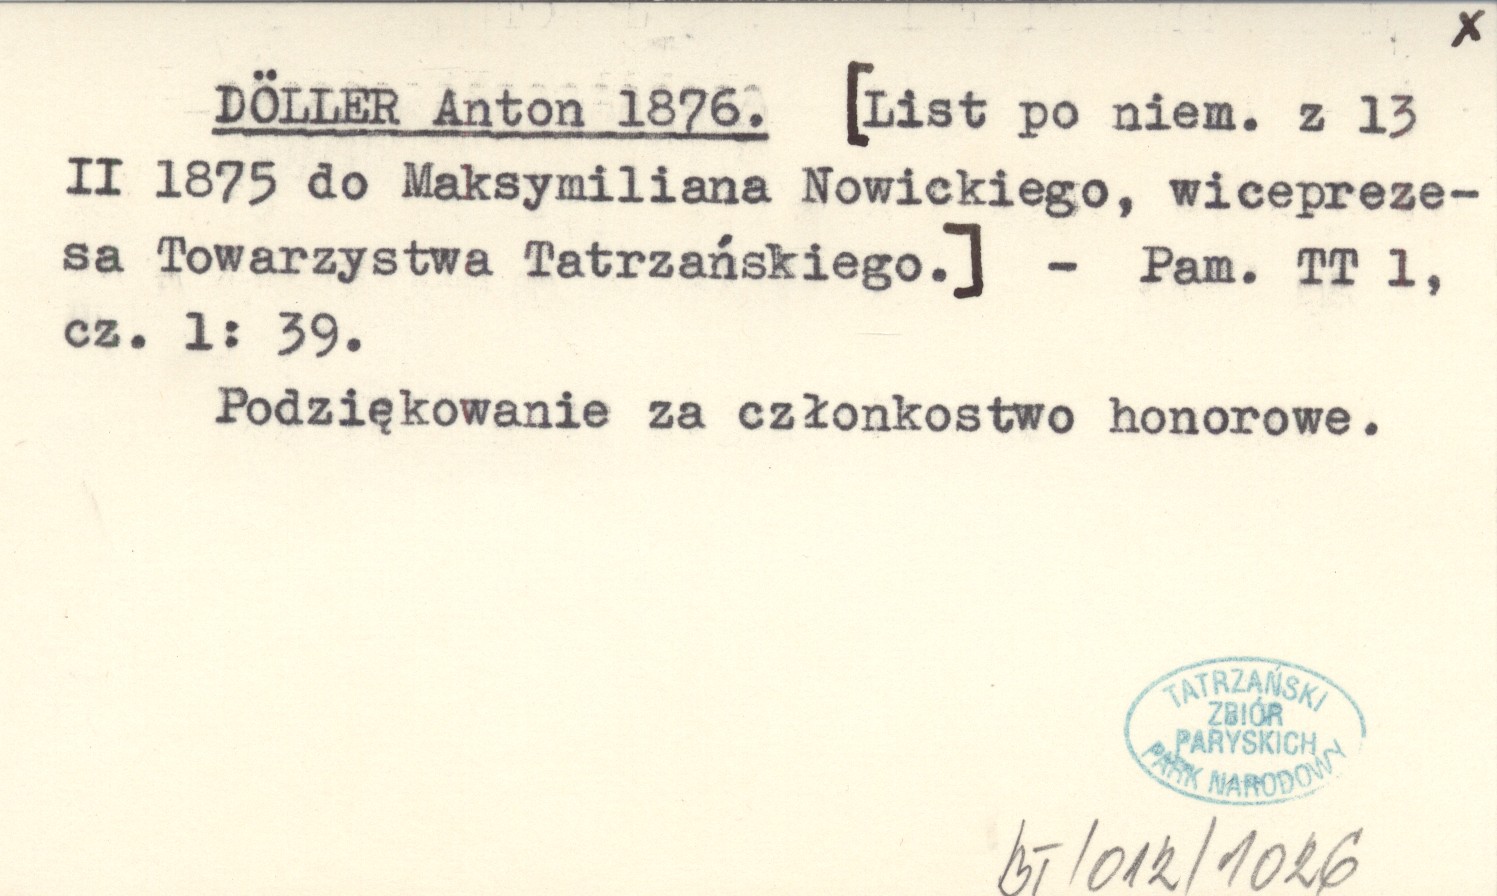 x
DÖLLER Anton 1876. [List po niem. z 13
II 1875 do Maksymiliana Nowickiego, wicepreze-
sa Towarzystwa Tatrzańskiego.] - Pam. TT 1,
cz. 1: 39.
Podziękowanie za członkostwo honorowe.
TATRZAŃSKI
ZBIÓR
PARYSKICH
PARK NARODOWY
BT/012/1026